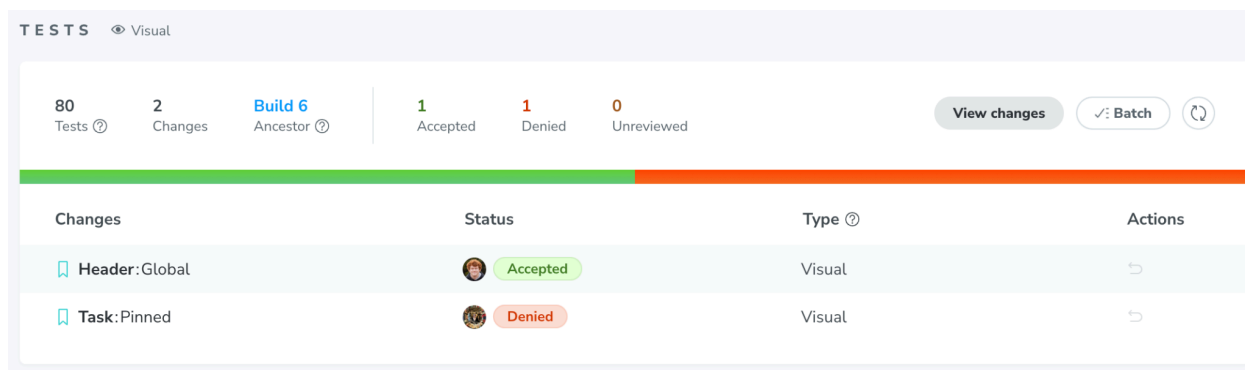 TESTS Visual
80 2 Build 6 1 1 0
Tests Changes Ancestor Accepted Denied Unreviewed
View changes Batch
Changes Status Type Actions
Header:Global Accepted Visual
Task:Pinned Denied Visual